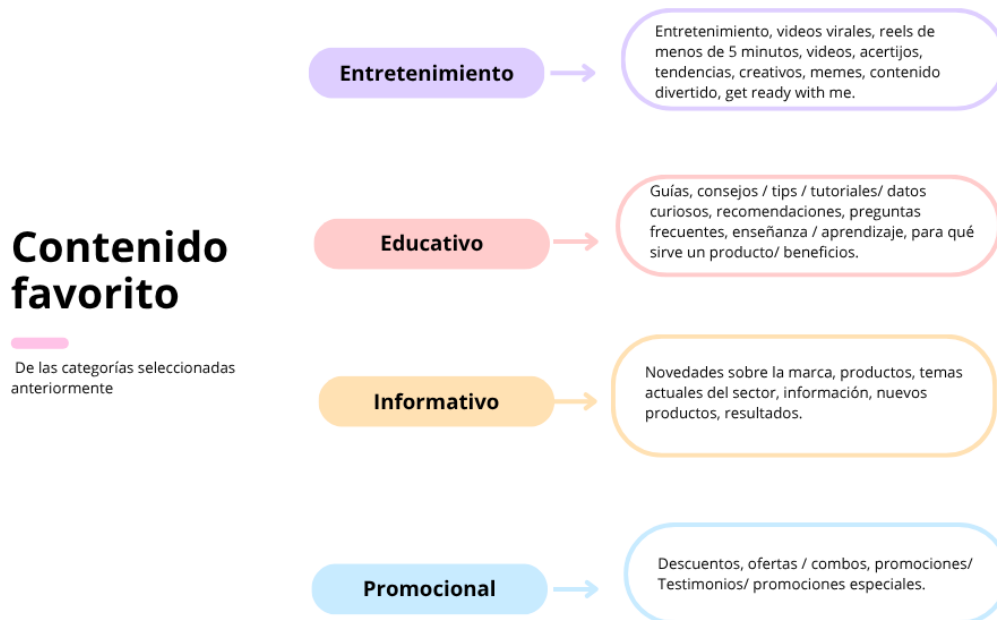 Contenido
favorito
De las categorías seleccionadas
anteriormente
Entretenimiento
Entretenimiento, videos virales, reels de
menos de 5 minutos, videos, acertijos,
tendencias, creativos, memes, contenido
divertido, get ready with me.
Educativo
Guías, consejos / tips / tutoriales/ datos
curiosos, recomendaciones, preguntas
frecuentes, enseñanza / aprendizaje, para qué
sirve un producto/ beneficios.
Informativo
Novedades sobre la marca, productos, temas
actuales del sector, información, nuevos
productos, resultados.
Promocional
Descuentos, ofertas / combos, promociones/
Testimonios/ promociones especiales.